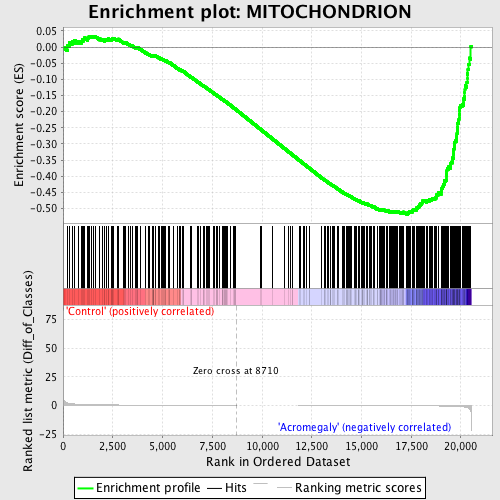 Enrichment plot: MITOCHONDRION
Enrichment score (ES)
0.05
0.00
-0.05
-0.10
-0.15
-0.20
-0.25
-0.30
-0.35
-0.40
-0.45
-0.50
'Control' (positively correlated)
Ranked list metric (Diff_of_Classes)
75
50
25
0
-25
Zero cross at 8710
'Acromegaly' (negatively correlated)
0
2,500
5,000
7,500
10,000
12,500
15,000
17,500
20,000
Rank in Ordered Dataset
Enrichment profile
Hits
Ranking metric scores